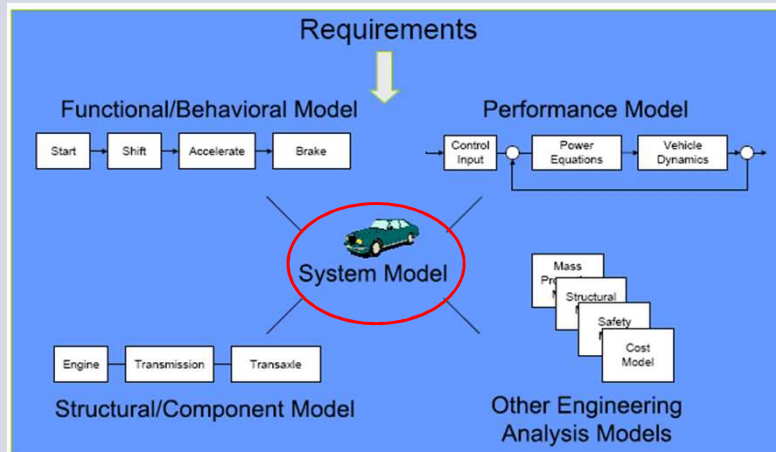 Requirements
Functional/Behavioral Model
Start
Shift
Accelerate
Brake
Performance Model
Control
Input
Power
Equations
Vehicle
Dynamics
System Model
Engine
Transmission
Transaxle
Structural/Component Model
Mass
Structural
Safety
Cost
Model
Other Engineering
Analysis Models